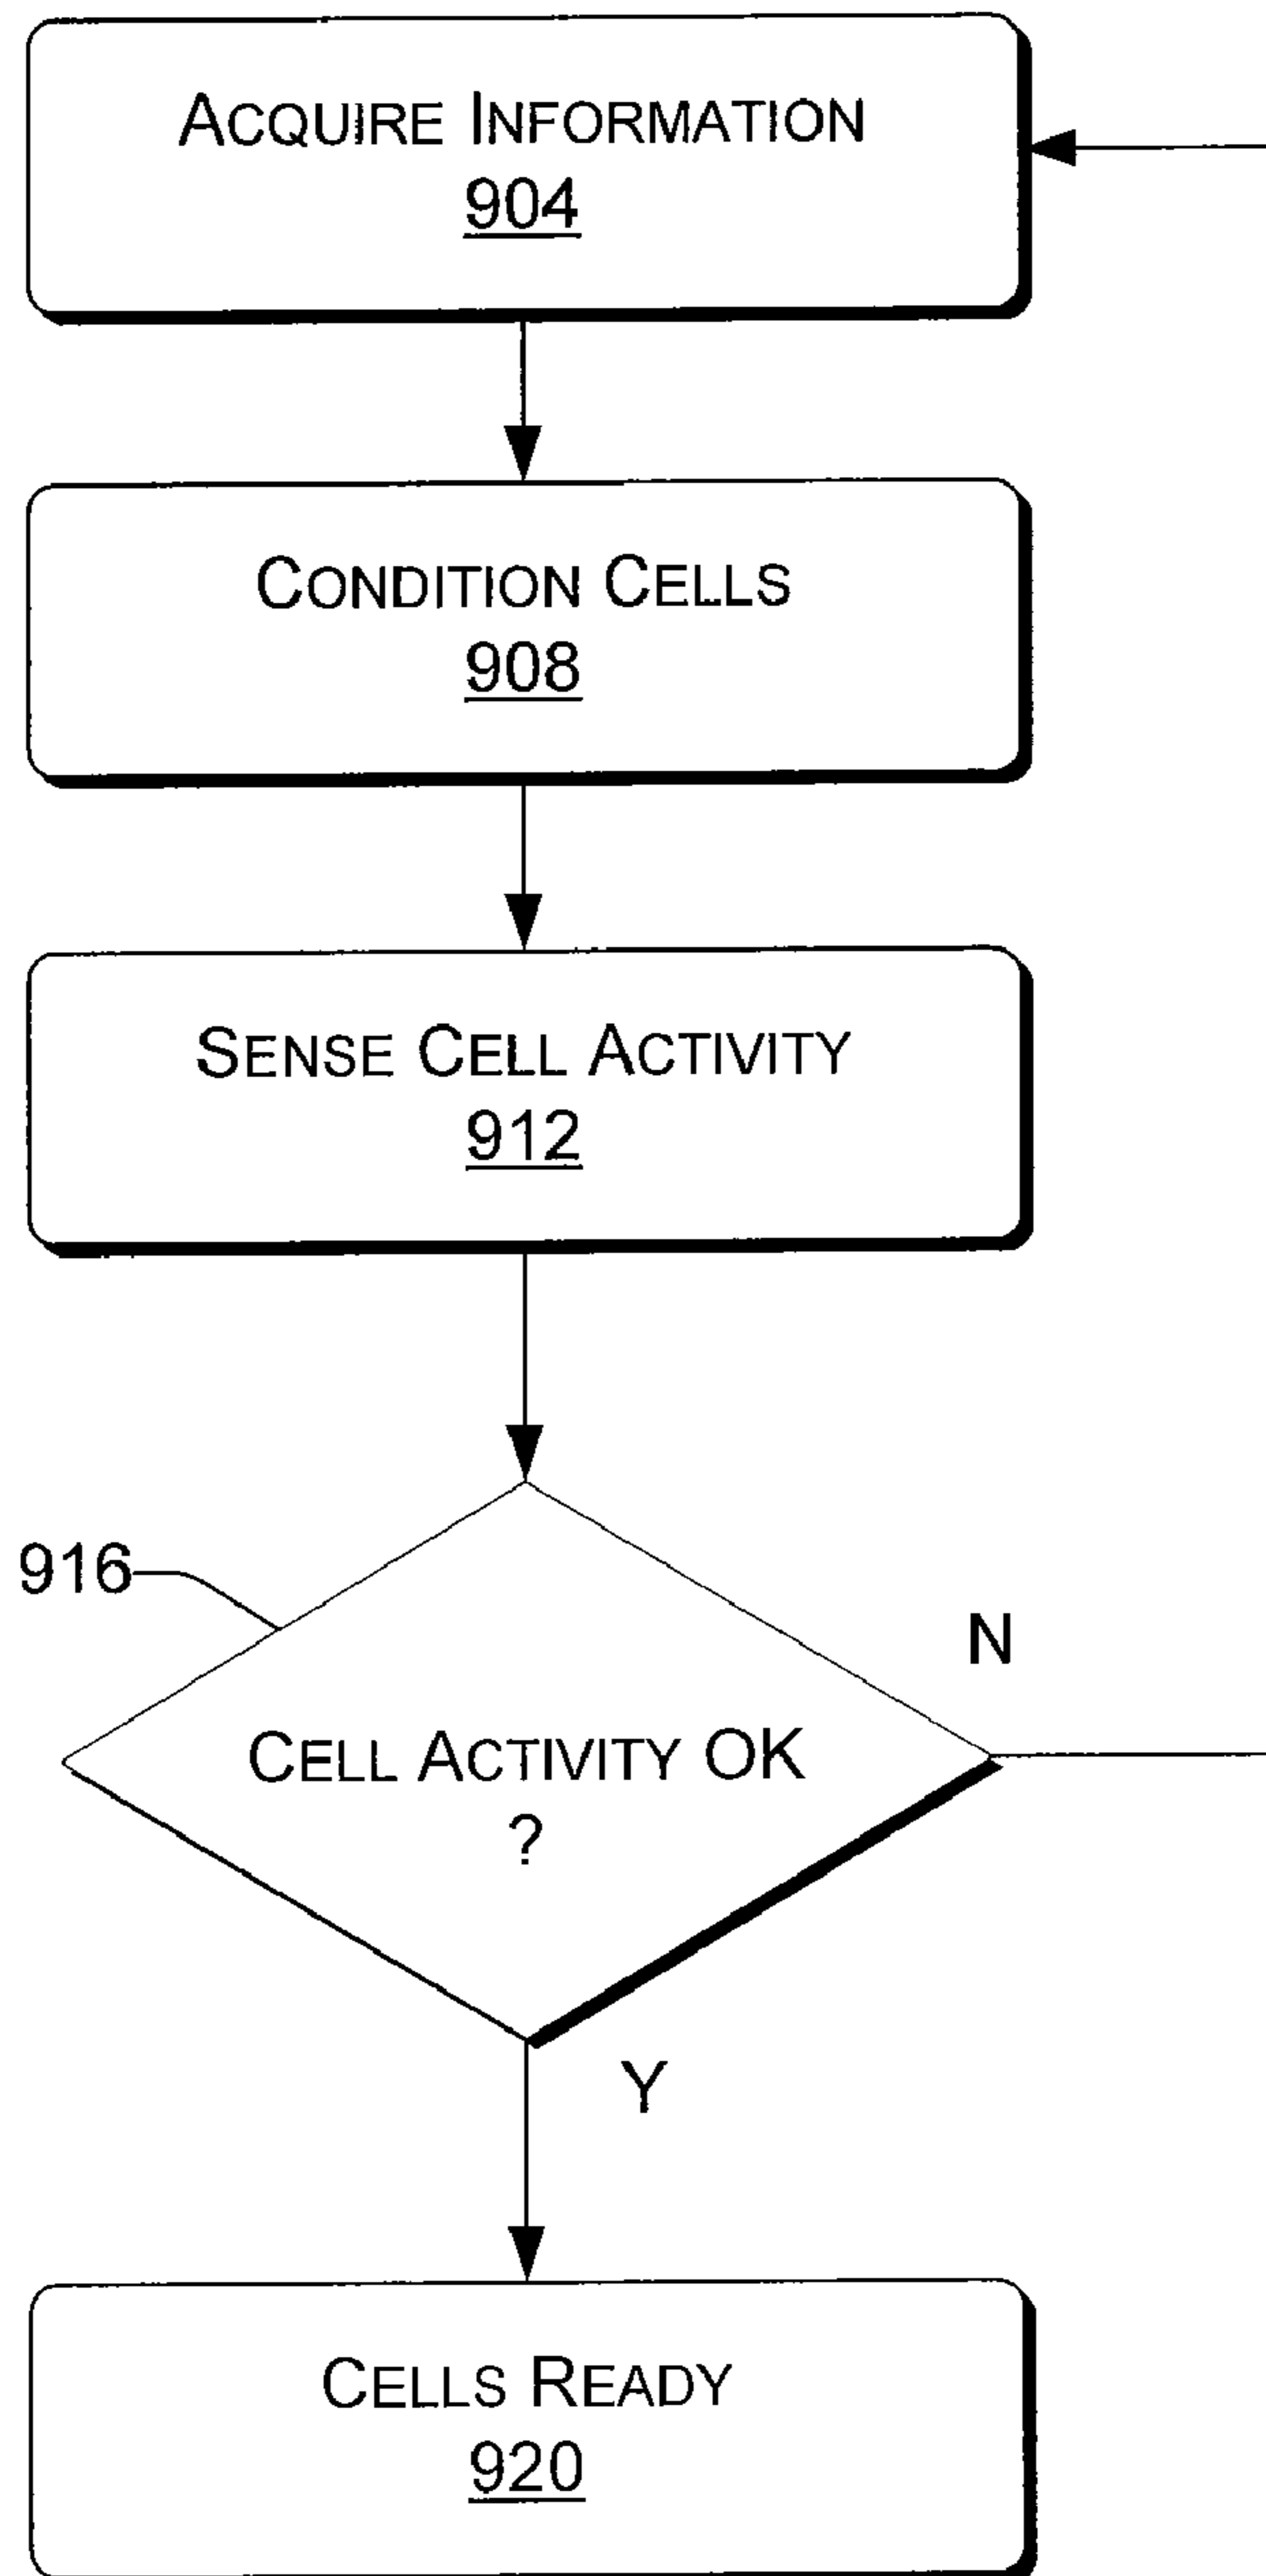 ACQUIRE INFORMATION
904
CONDITION CELLS
908
SENSE CELL ACTIVITY
912
916
N
CELL ACTIVITY OK
?
Y
CELLS READY
920